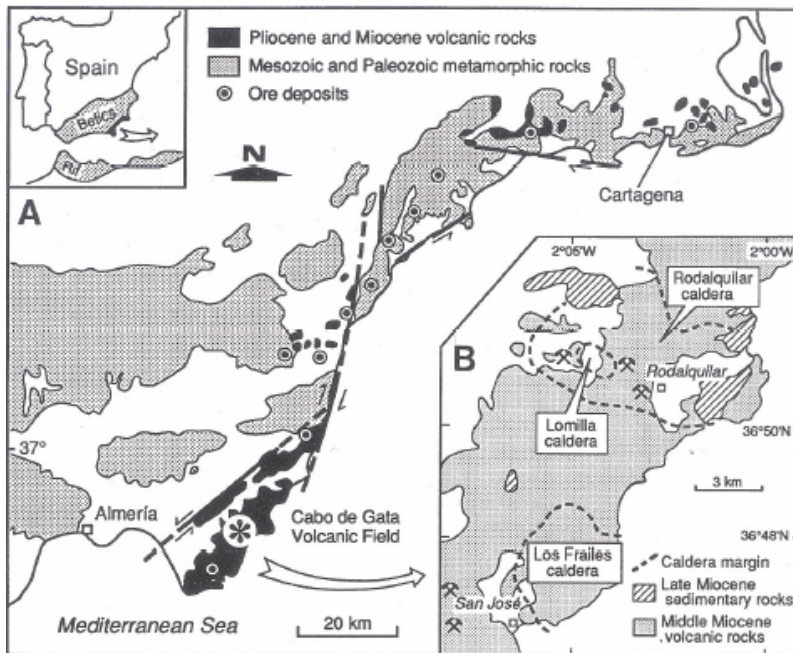 Spain
Betics
Rif
Pliocene and Miocene volcanic rocks
Mesozoic and Paleozoic metamorphic rocks
Ore deposits
N
A
Cartagena
37°
Almería
Cabo de Gata
Volcanic Field
Mediterranean Sea
20 km
2°05'W
2°00'W
Rodalquilar
caldera
B
Rodalquilar
Lomilla
caldera
36°50'N
3 km
36°48'N
Los Frailes
caldera
San José
Caldera margin
Late Miocene
sedimentary rocks
Middle Miocene
volcanic rocks